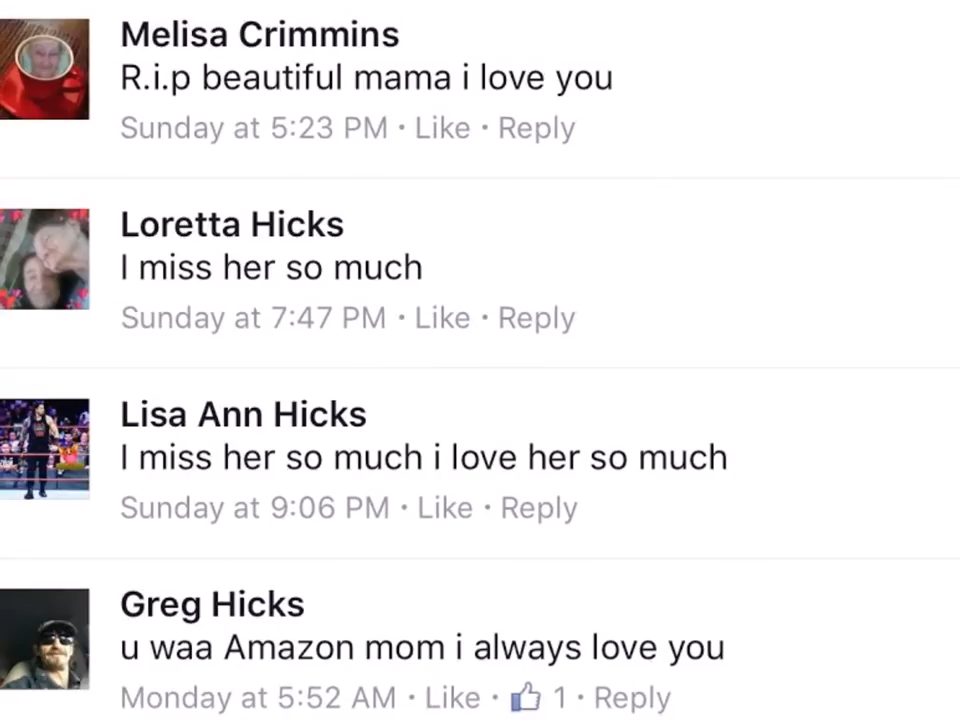 Melisa Crimmins
R.i.p beautiful mama i love you
Sunday at 5:23 PM · Like · Reply
Loretta Hicks
I miss her so much
Sunday at 7:47 PM · Like · Reply
Lisa Ann Hicks
I miss her so much i love her so much
Sunday at 9:06 PM · Like · Reply
Greg Hicks
u waa Amazon mom i always love you
Monday at 5:52 AM · Like · 1 · Reply